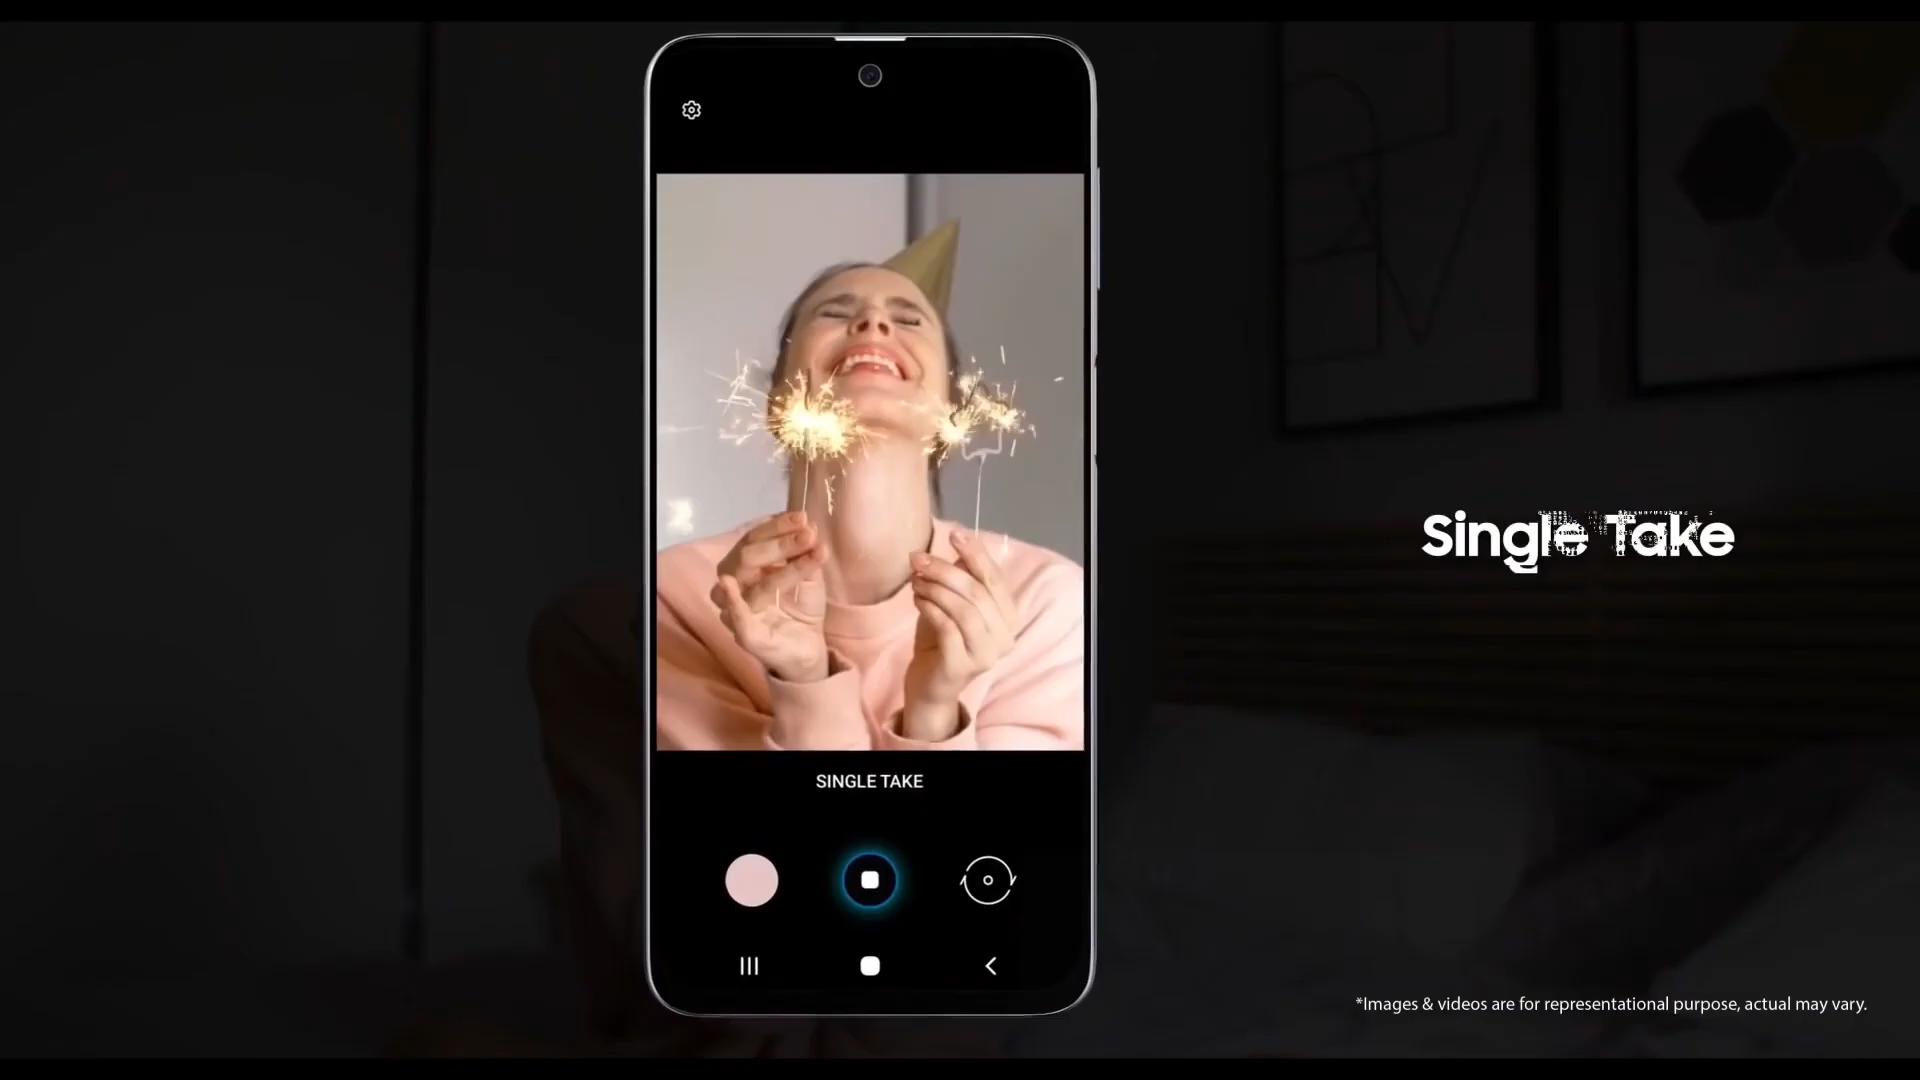 Single Take
SINGLE TAKE
*Images & videos are for representational purpose, actual may vary.